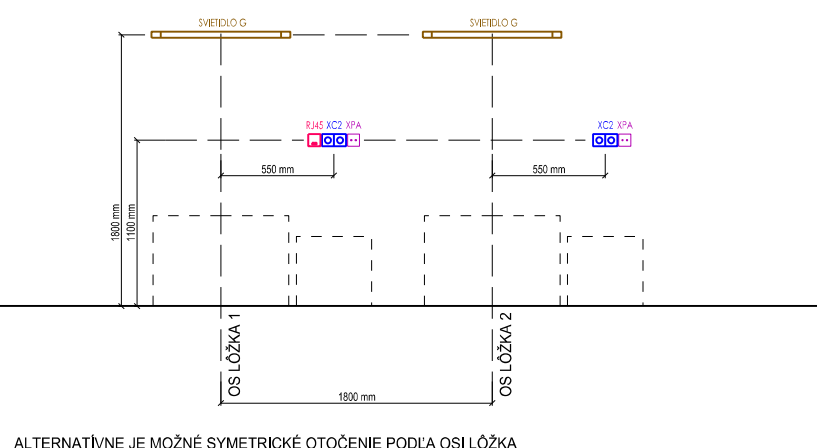 SVIETIDLO G
SVIETIDLO G
RJ45 XC2 XPA
XC2 XPA
550 mm
550 mm
1800 mm
1100 mm
OS LÔŽKA 1
OS LÔŽKA 2
1800 mm
ALTERNATÍVNE JE MOŽNÉ SYMETRICKÉ OTOČENIE PODĽA OSI LÔŽKA